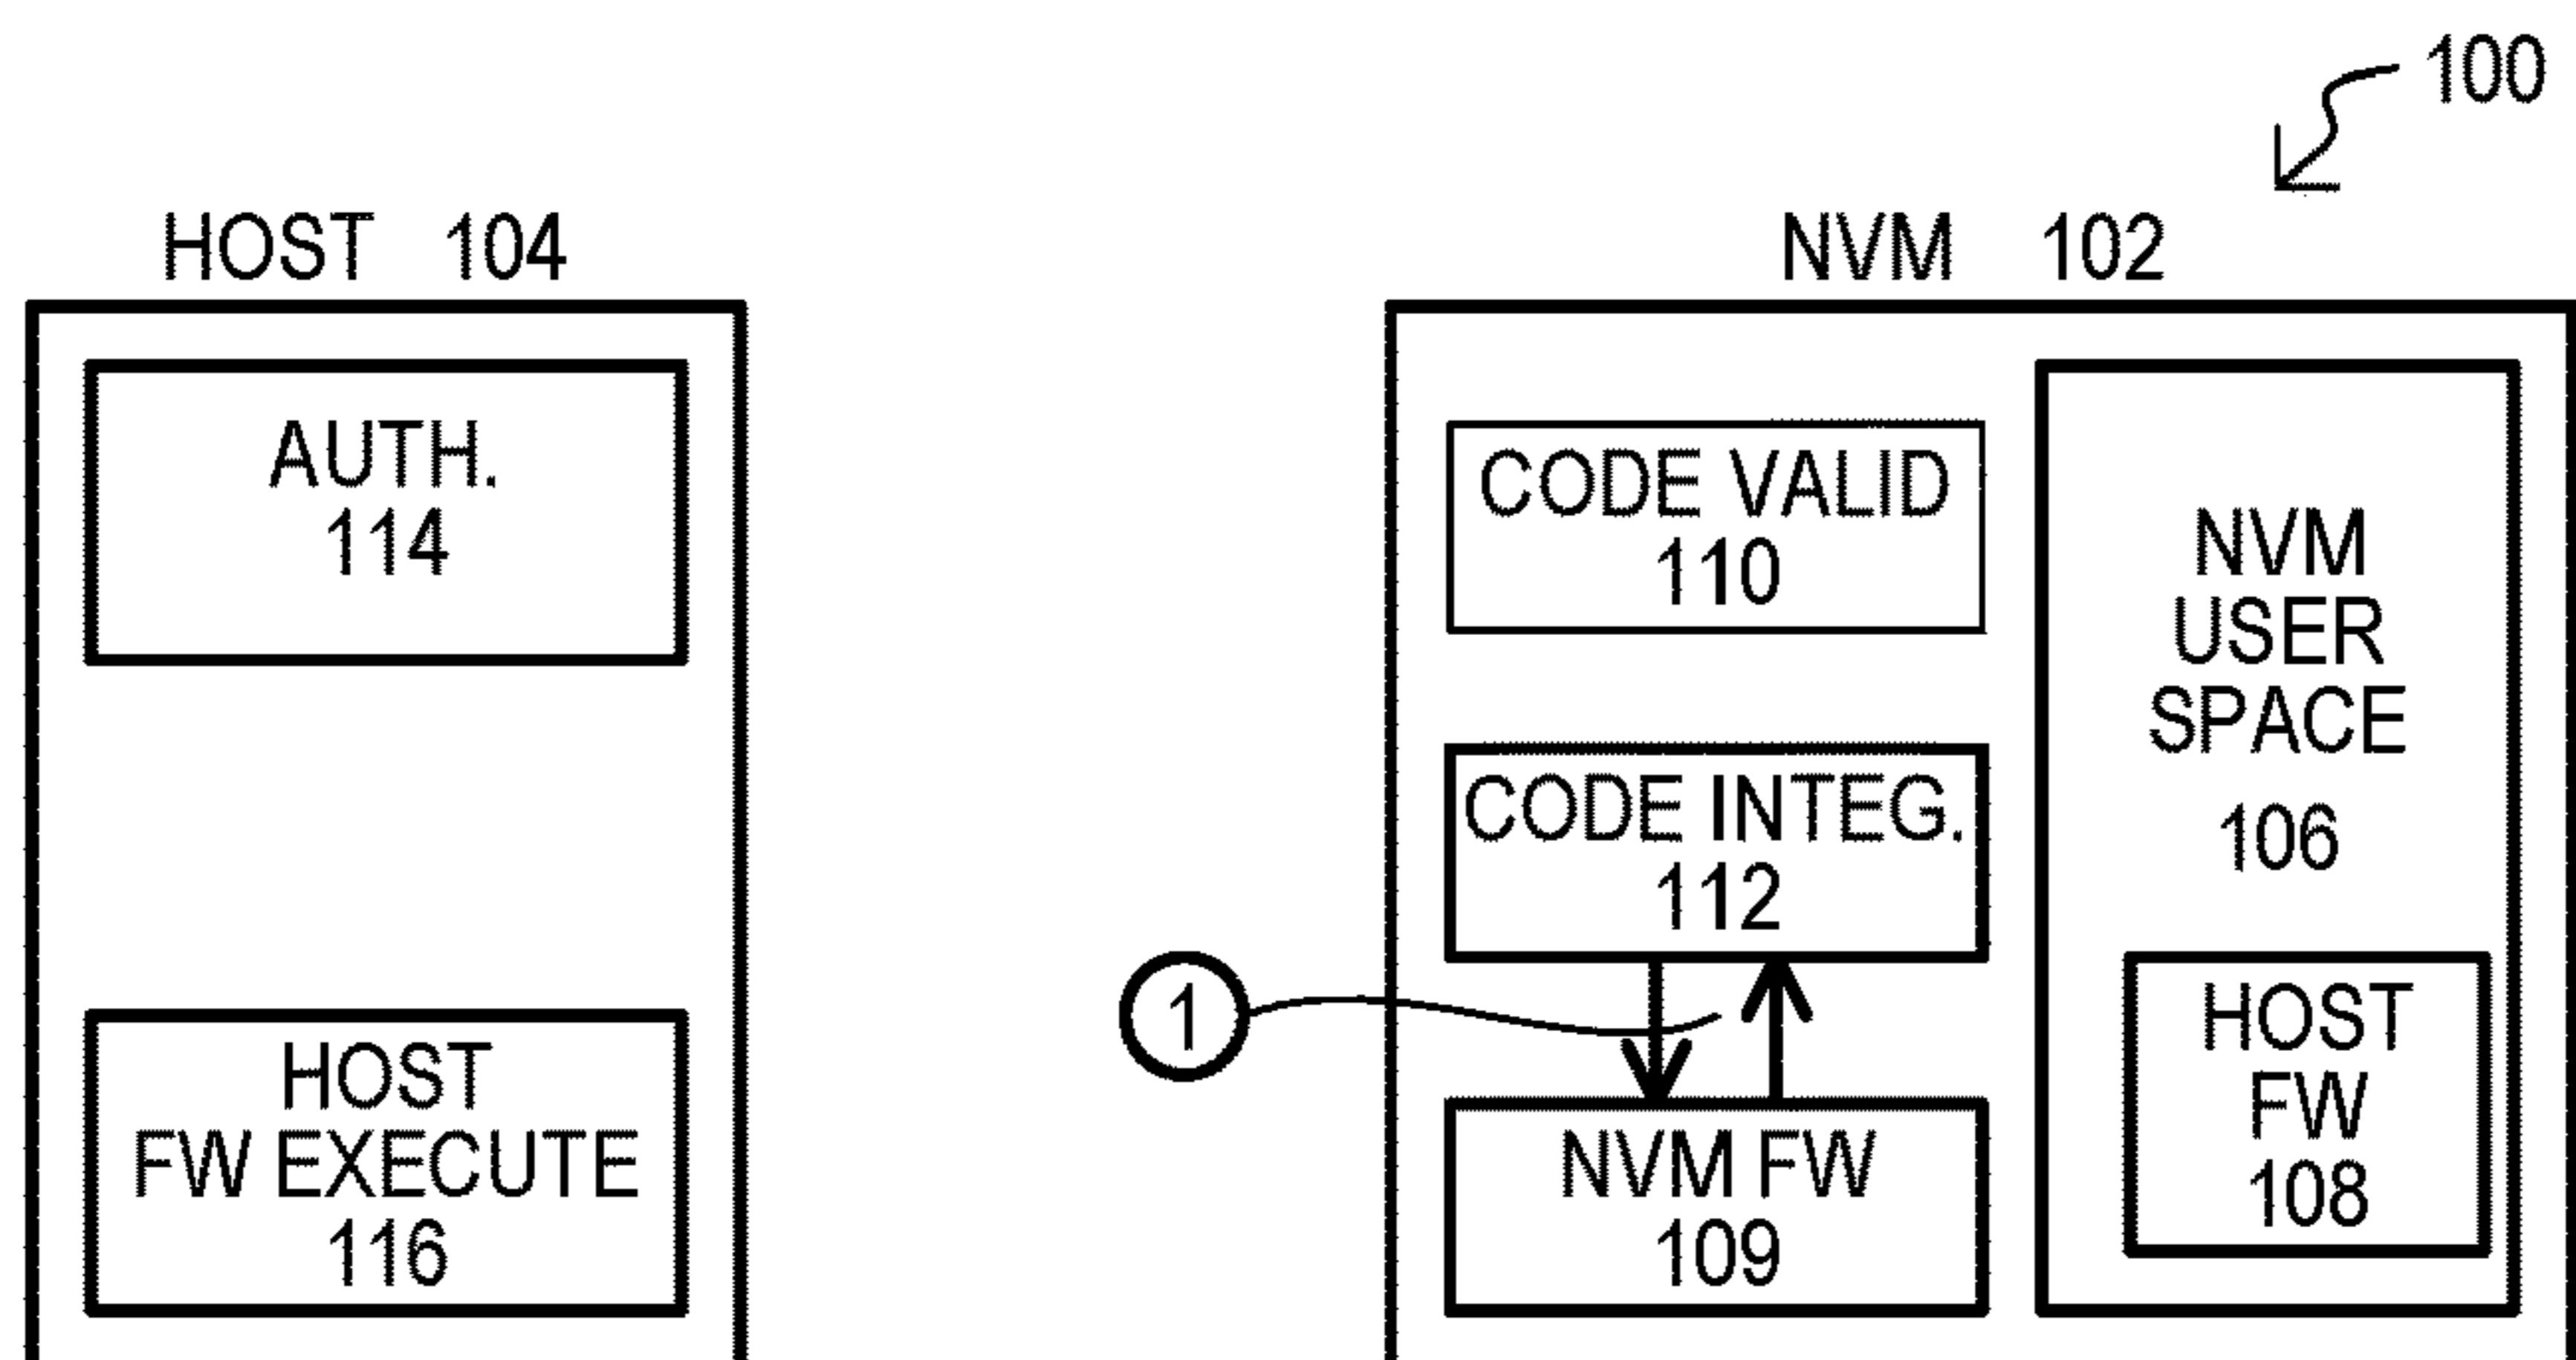 100
HOST 104
NVM 102
AUTH.
114
HOST
FW EXECUTE
116
1
CODE VALID
110
CODE INTEG.
112
NVM FW
109
NVM
USER
SPACE
106
HOST
FW
108